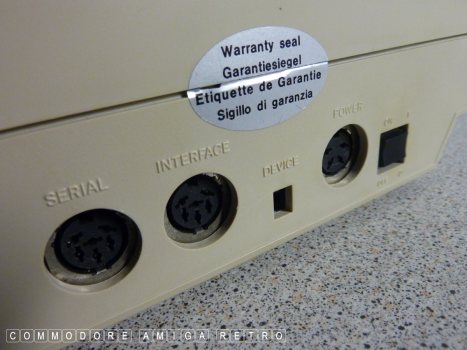 Warranty seal
Garantiesiegel
Etiquette de Garantie
Sigillo di garanzia
SERIAL
INTERFACE
DEVICE
POWER
ON
COMMODORE AMIGA RETRO